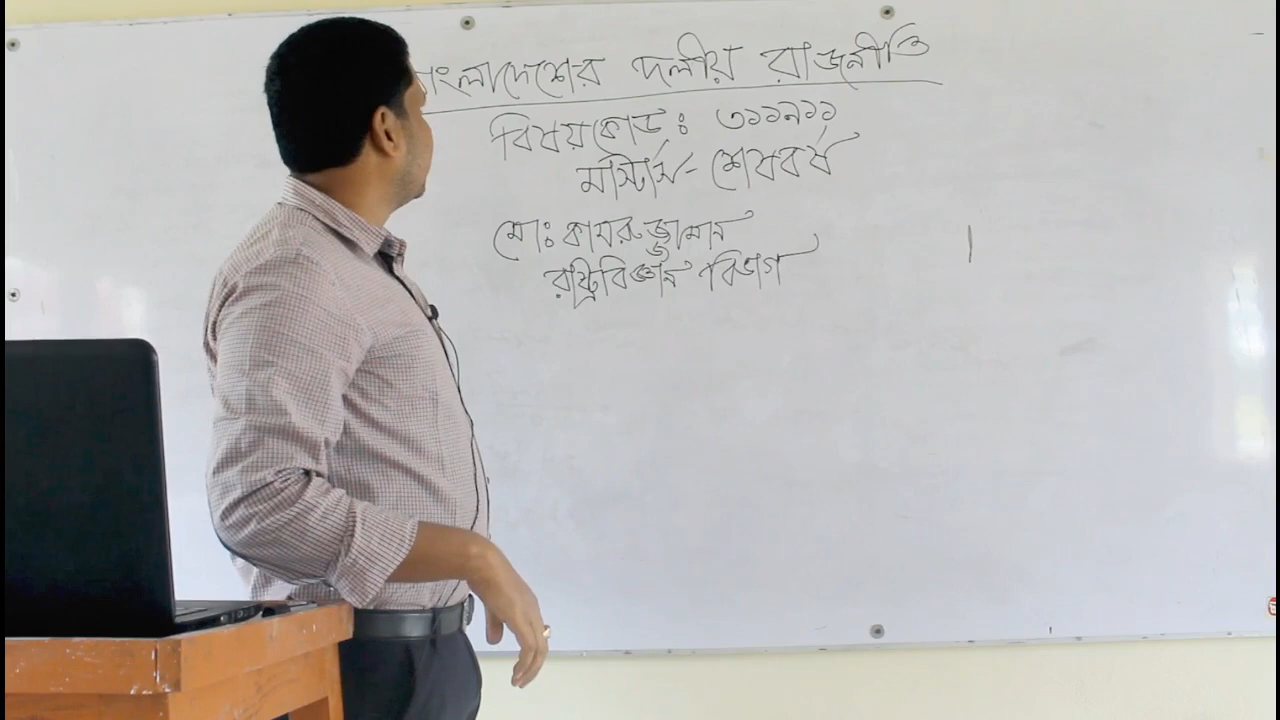 বাংলাদেশের দলীয় রাজনীতি
বিষয়কোড: ৩১১৯১১
মাস্টার্স- শেষবর্ষ
মোঃ কামরুজ্জামান
রাষ্ট্রবিজ্ঞান বিভাগ